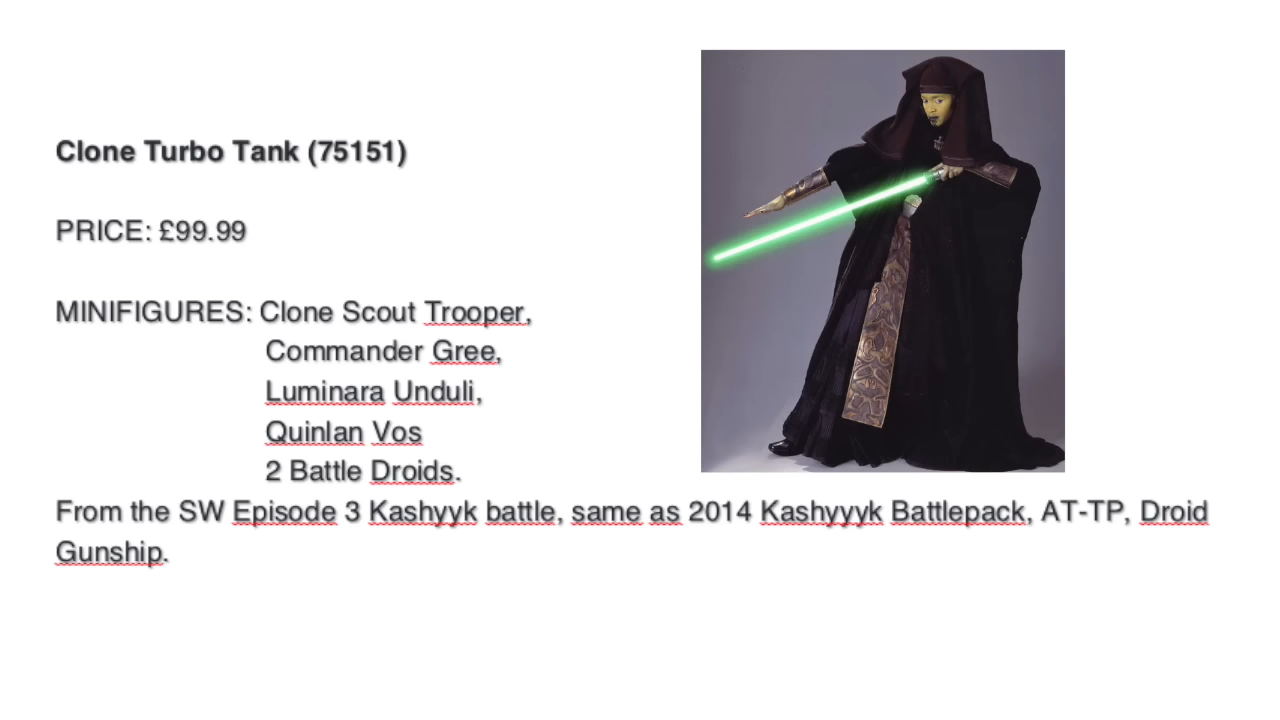 Clone Turbo Tank (75151)
PRICE: £99.99
MINIFIGURES: Clone Scout Trooper,
Commander Gree,
Luminara Unduli,
Quinlan Vos
2 Battle Droids.
From the SW Episode 3 Kashyyk battle, same as 2014 Kashyyyk Battlepack, AT-TP, Droid
Gunship.